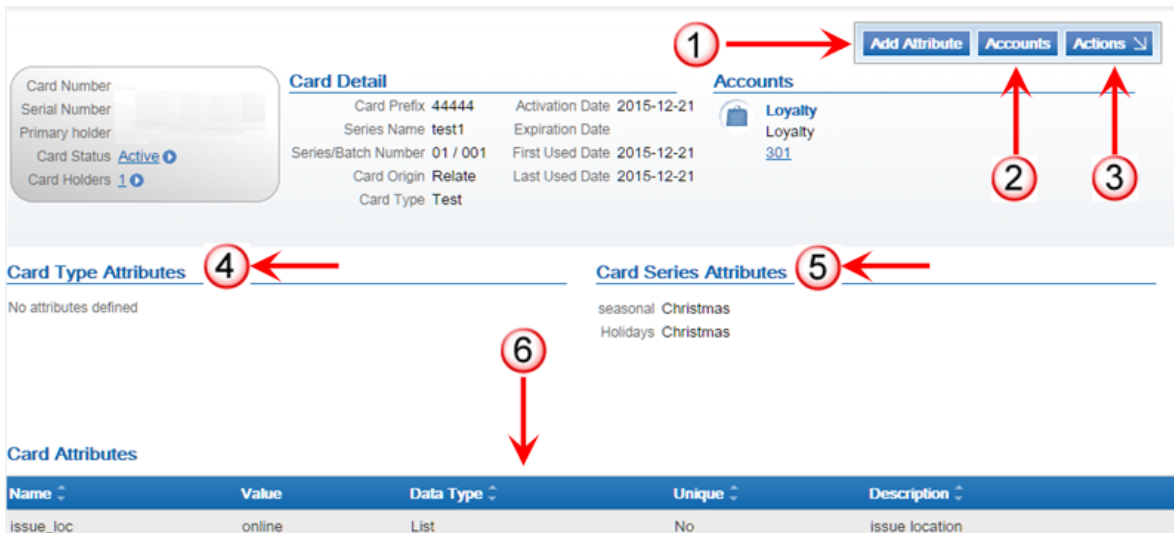 1 Add Attribute Accounts Actions
Card Number
Serial Number
Primary holder
Card Status Active
Card Holders 1
Card Detail
Card Prefix 44444 Activation Date 2015-12-21
Series Name test1 Expiration Date
Series/Batch Number 01 / 001 First Used Date 2015-12-21
Card Origin Relate Last Used Date 2015-12-21
Card Type Test
Accounts
Loyalty
Loyalty
301
2 3
Card Type Attributes 4
No attributes defined
Card Series Attributes 5
seasonal Christmas
Holidays Christmas
6
Card Attributes
Name Value Data Type Unique Description
issue_loc online List No issue location